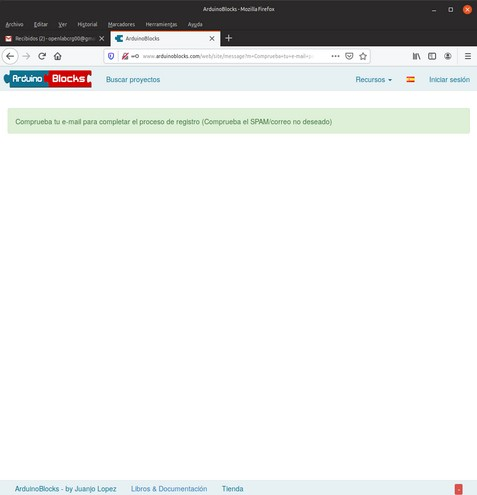 ArduinoBlocks - Mozilla Firefox
Archivo Editar Ver Historial Marcadores Herramientas Ayuda
Recibidos (2) - openlabcrg00@gm
ArduinoBlocks
www.arduinoblocks.com/web/site/message?m=Comprueba+tu+e-mail+
Arduino Blocks Buscar proyectos Recursos Iniciar sesión
Comprueba tu e-mail para completar el proceso de registro (Comprueba el SPAM/correo no deseado)
ArduinoBlocks - by Juanjo Lopez Libros & Documentación Tienda -